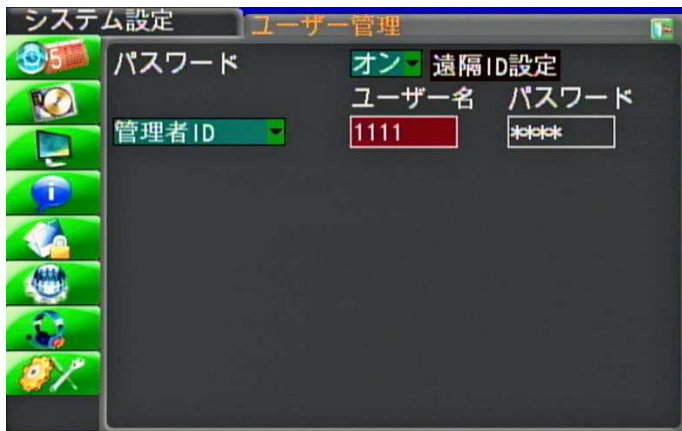 システム設定 ユーザー管理
パスワード オン 遠隔ID設定
ユーザー名 パスワード
管理者ID 1111 ****
5
i